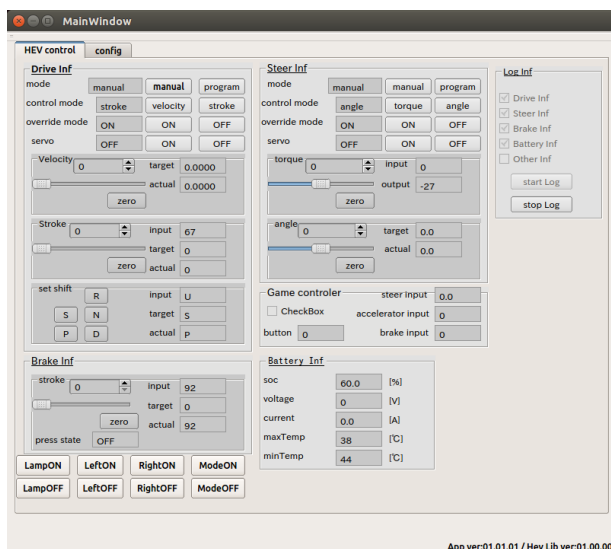 MainWindow
HEV control config
Drive Inf
mode manual manual program
control mode stroke velocity stroke
override mode ON ON OFF
servo OFF ON OFF
Velocity 0 target 0.0000
actual 0.0000
zero
Stroke 0 input 67
target 0
zero actual 0
set shift R input U
S N target S
P D actual P
Steer Inf
mode manual manual program
control mode angle torque angle
override mode ON ON OFF
servo OFF ON OFF
torque 0 input 0
output -27
zero
angle 0 target 0.0
actual 0.0
zero
Log Inf
Drive Inf
Steer Inf
Brake Inf
Battery Inf
Other Inf
start Log
stop Log
Game controler steer input 0.0
CheckBox accelerator input 0
button 0 brake input 0
Brake Inf
stroke 0 input 92
target 0
zero actual 92
press state OFF
Battery Inf
soc 60.0 [%]
voltage 0 [V]
current 0.0 [A]
maxTemp 38 [℃]
minTemp 44 [℃]
LampON LeftON RightON ModeON
LampOFF LeftOFF RightOFF ModeOFF
App ver:01.01.01 / Hev Lib ver:01.00.00